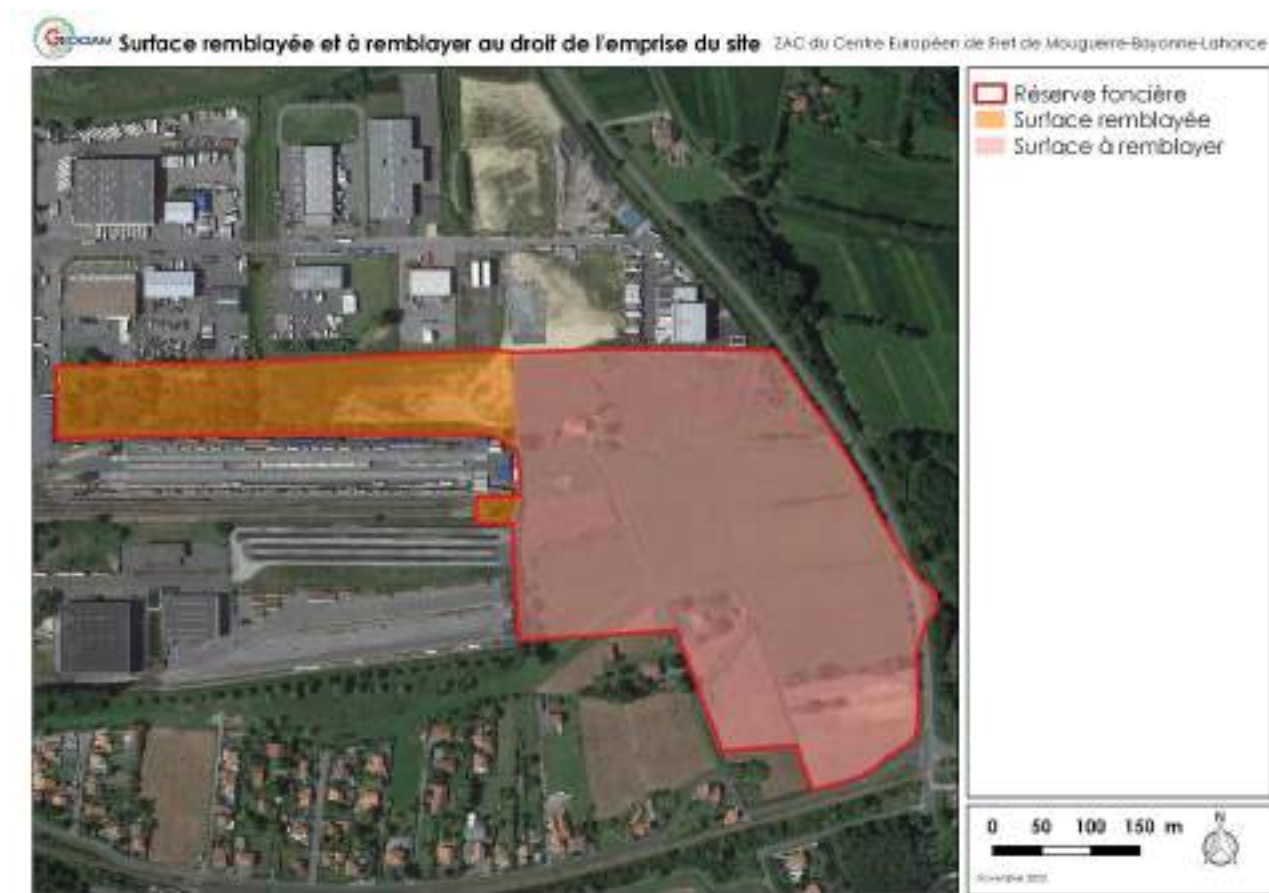 GEOCIAM Surface remblayée et à remblayer au droit de l'emprise du site ZAC du Centre Européen de Fret de Mouguerre-Bayonne-Lahonce
Réserve foncière
Surface remblayée
Surface à remblayer
0 50 100 150 m
N